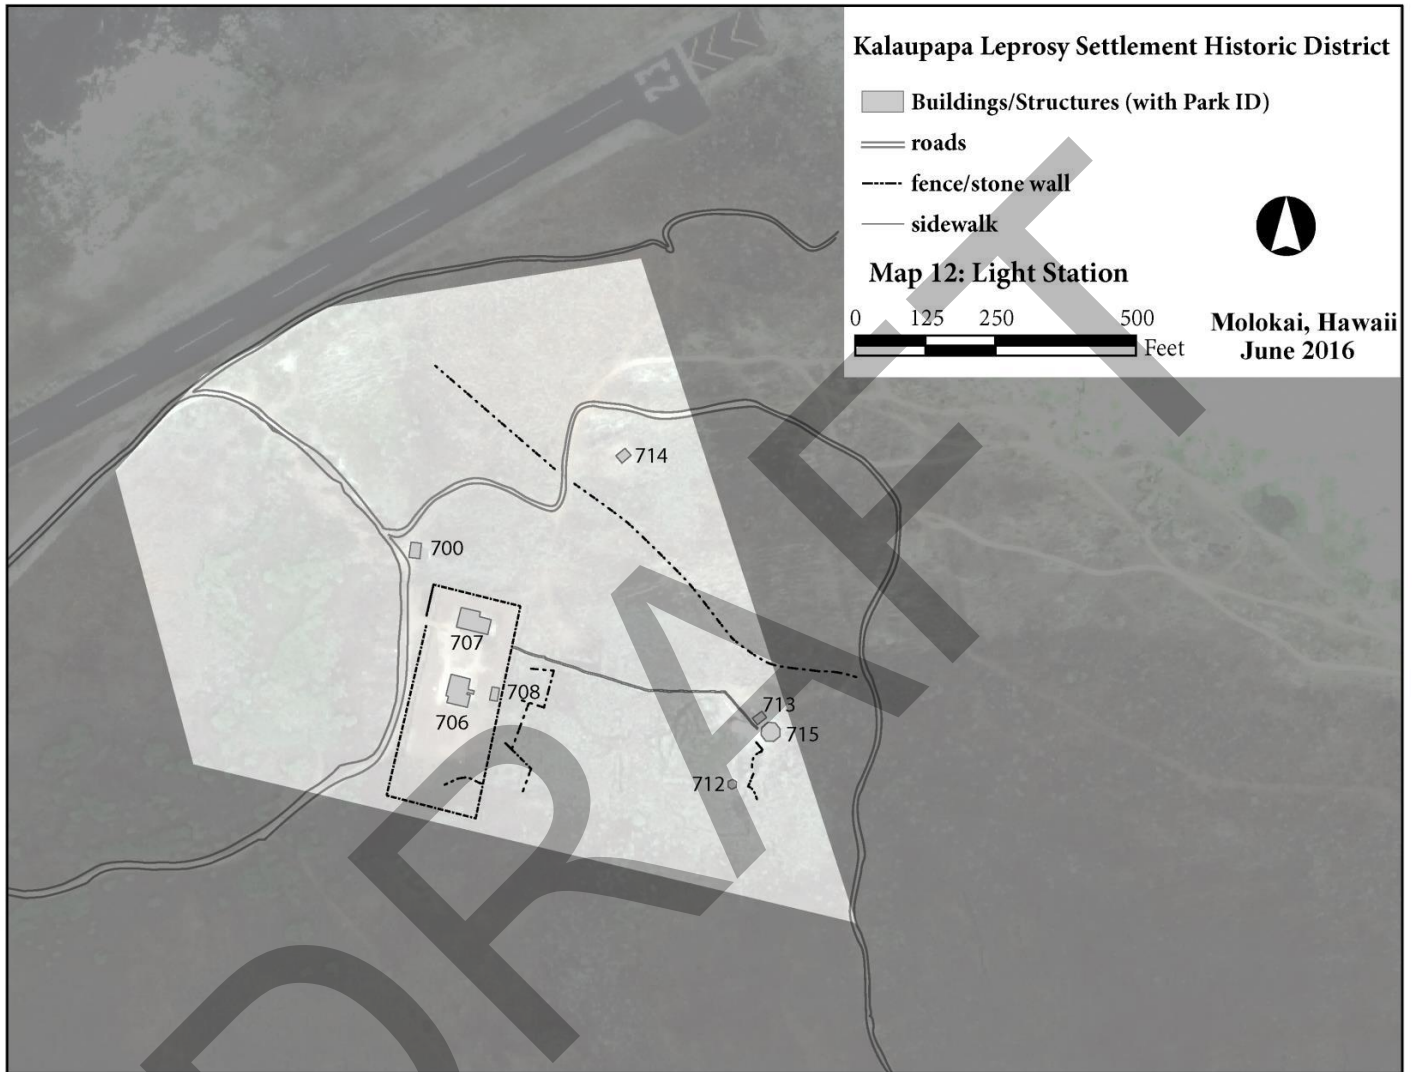 Kalaupapa Leprosy Settlement Historic District
Buildings/Structures (with Park ID)
roads
fence/stone wall
sidewalk
Map 12: Light Station
0 125 250 500
Feet
Molokai, Hawaii
June 2016
23
714
700
707
708
706
713
715
712
DRAFT